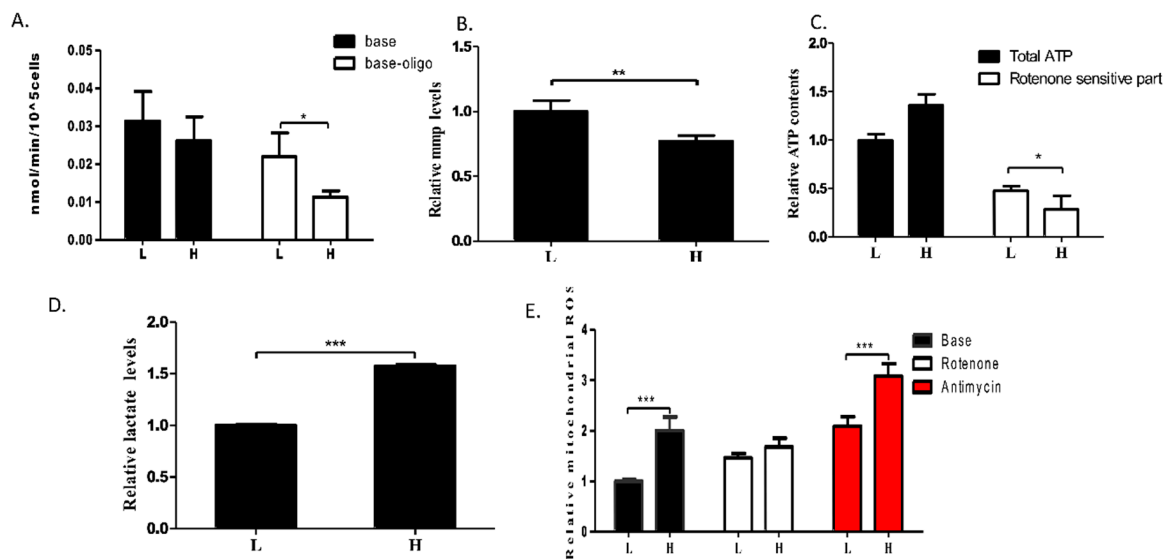 A.
nmol/min/10^5cells
0.05
0.04
0.03
0.02
0.01
0.00
base
base-oligo
*
L H L H
B.
Relative mmp levels
1.5
1.0
0.5
0.0
**
L H
C.
Relative ATP contents
2.0
1.5
1.0
0.5
0.0
Total ATP
Rotenone sensitive part
*
L H L H
D.
Relative lactate levels
2.0
1.5
1.0
0.5
0.0
***
L H
E.
Relative mitochondrial ROS
4
3
2
1
0
Base
Rotenone
Antimycin
***
***
L H L H L H